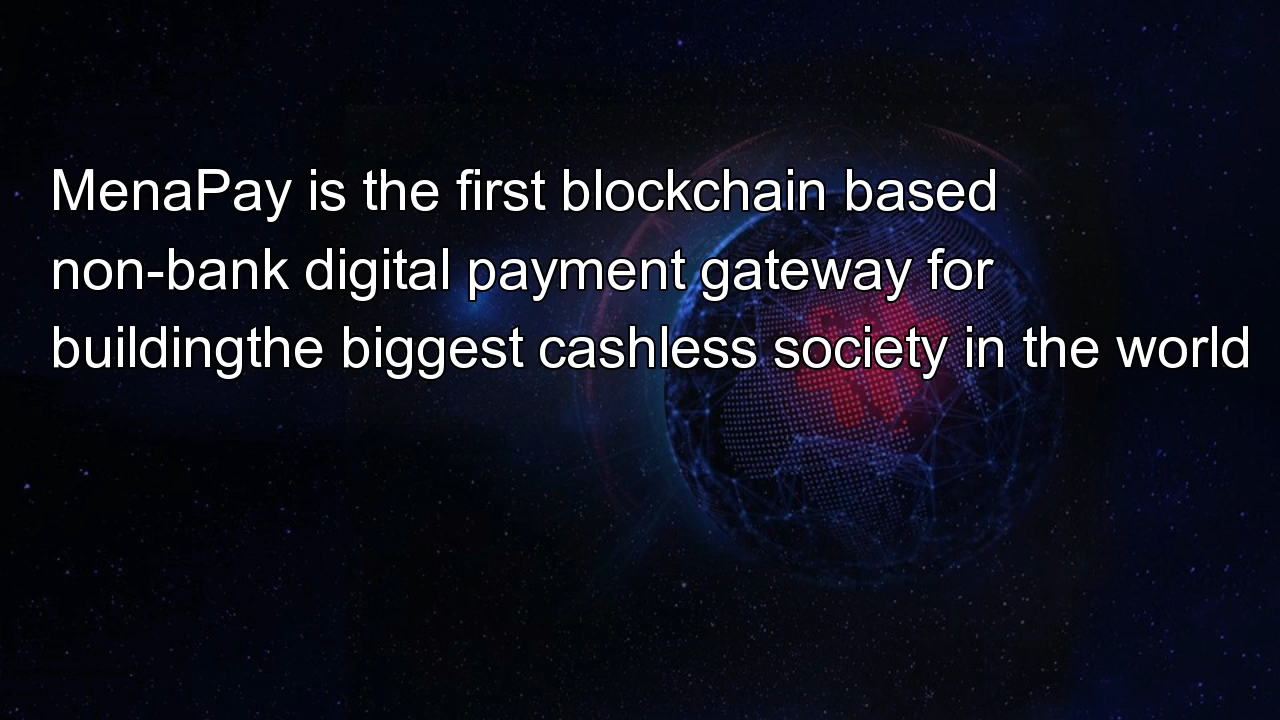 MenaPay is the first blockchain based
non-bank digital payment gateway for
buildingthe biggest cashless society in the world